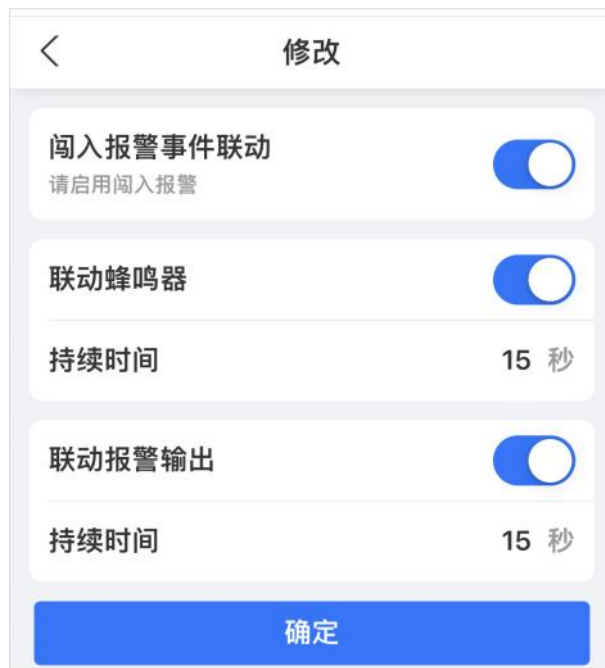 修改
闯入报警事件联动
请启用闯入报警
联动蜂鸣器
持续时间 15 秒
联动报警输出
持续时间 15 秒
确定